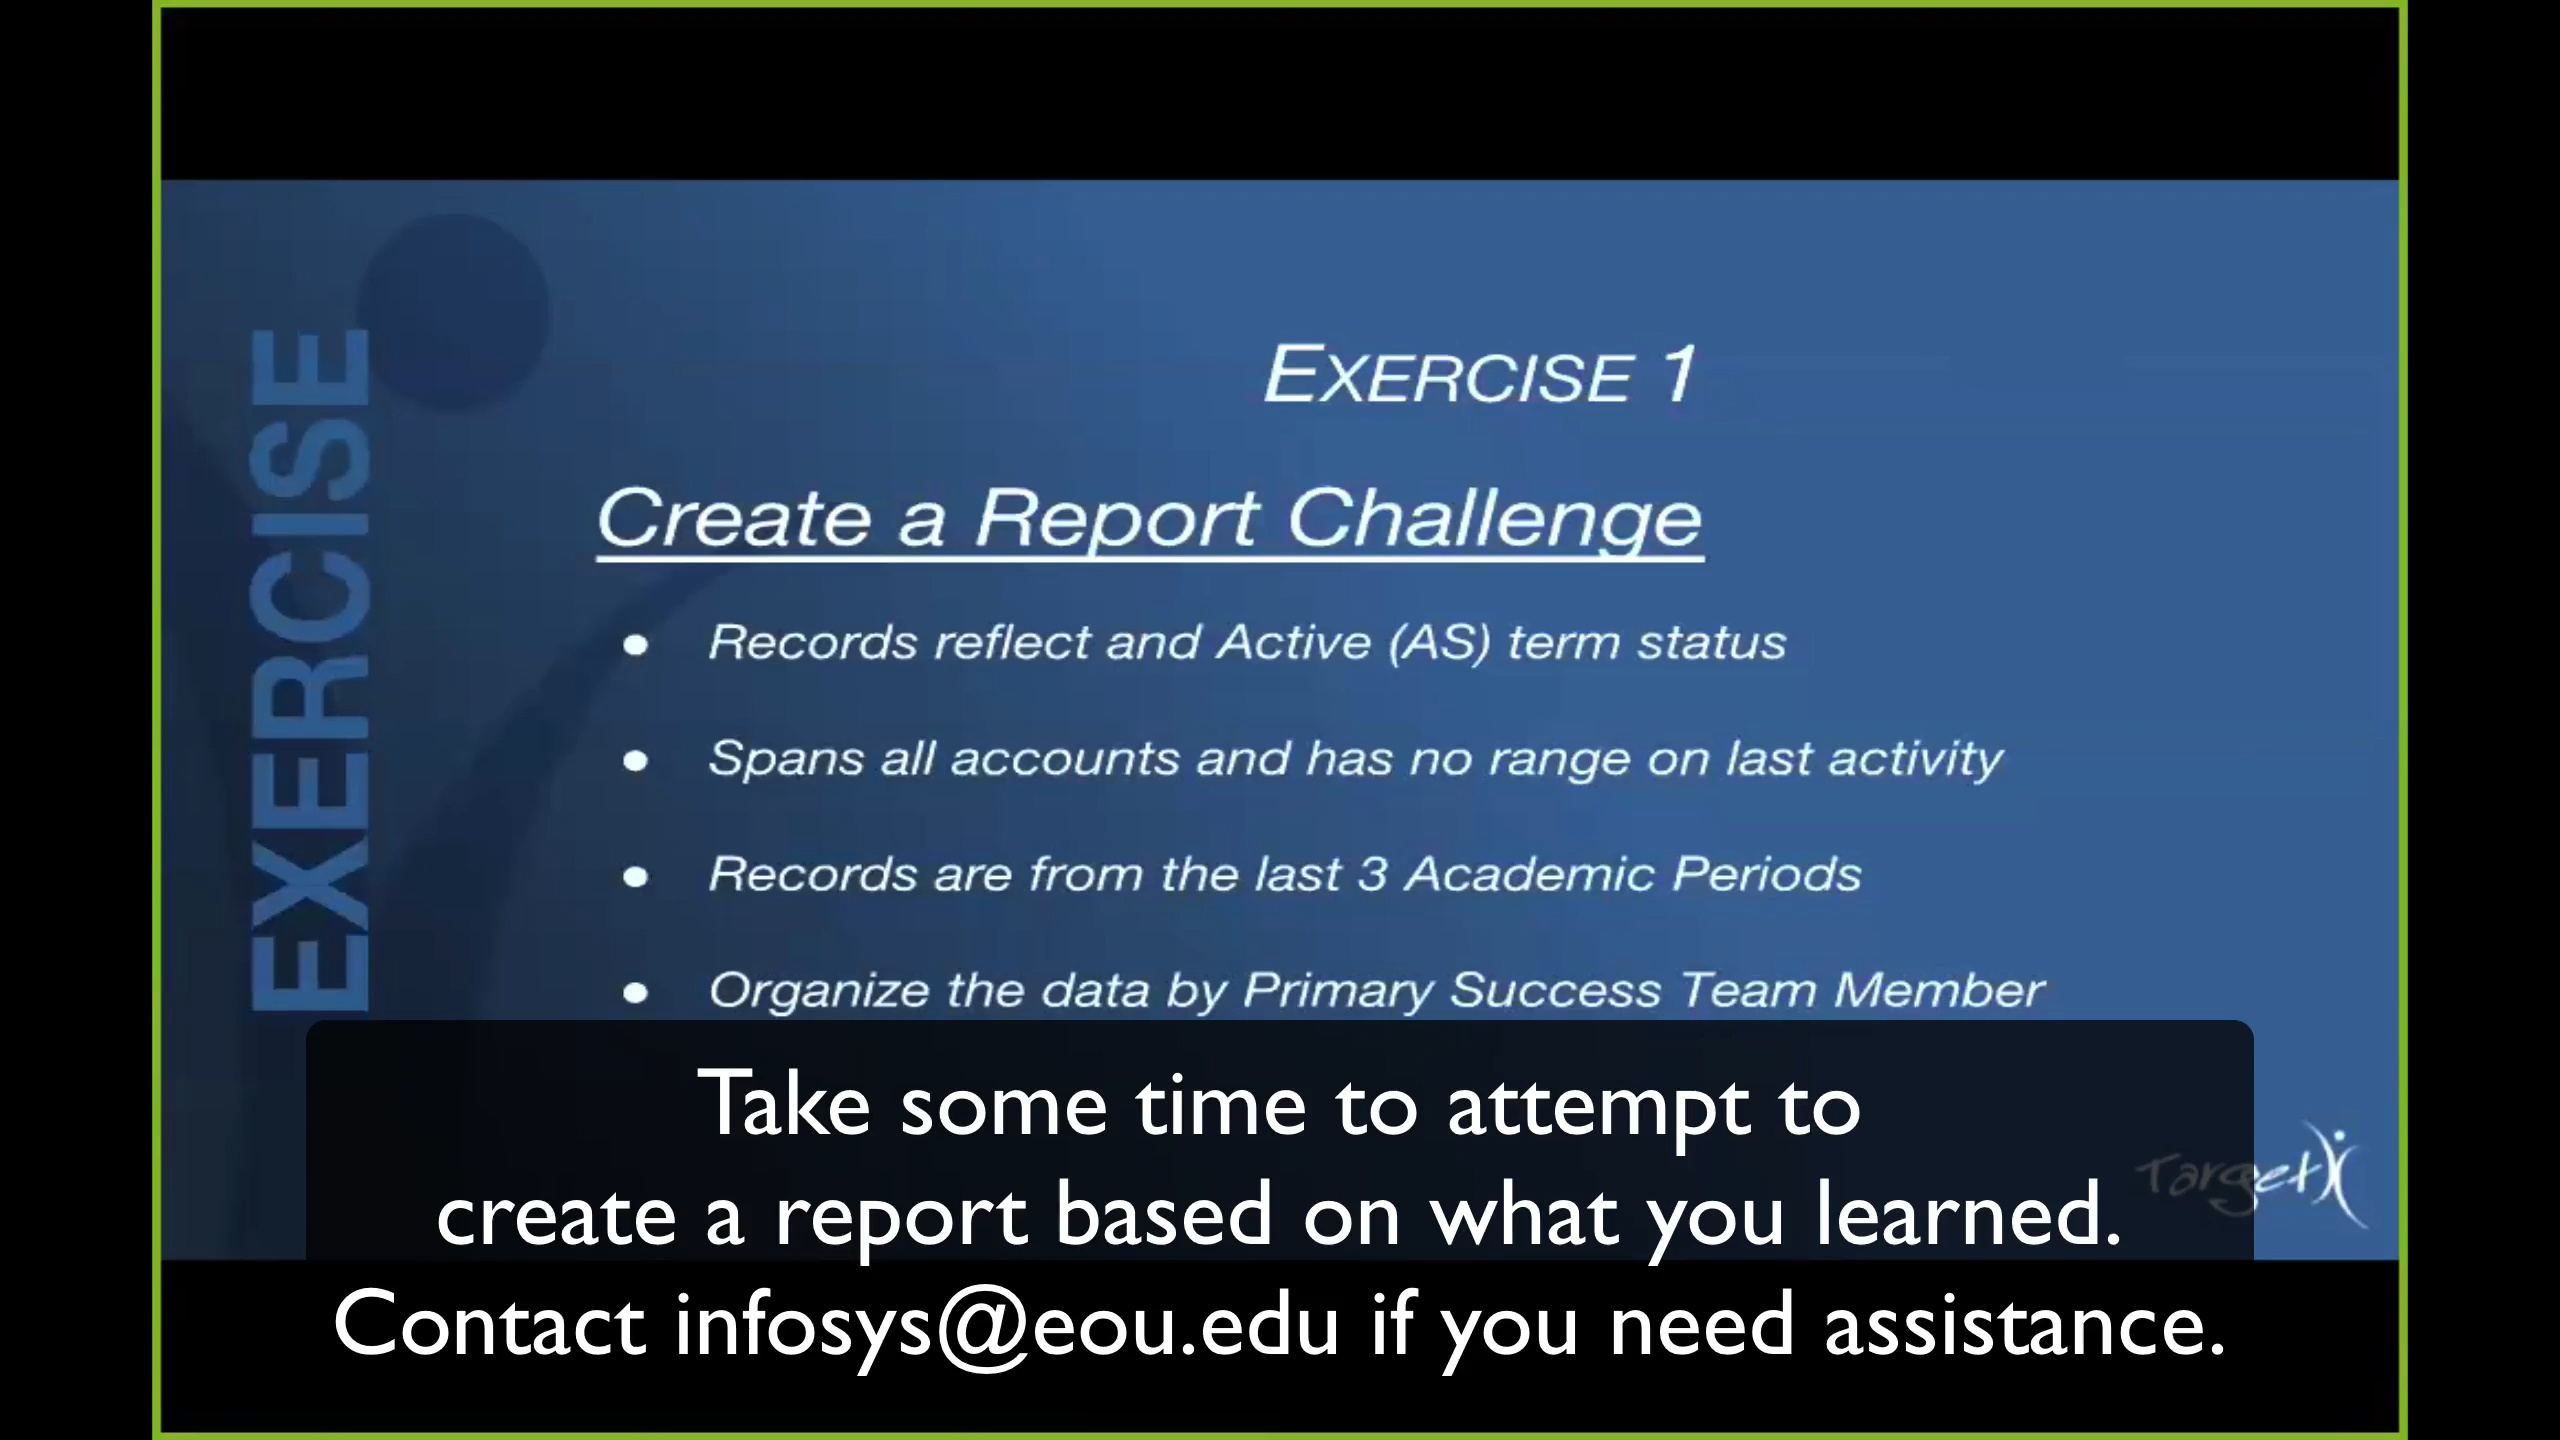 EXERCISE
EXERCISE 1
Create a Report Challenge
● Records reflect and Active (AS) term status
● Spans all accounts and has no range on last activity
● Records are from the last 3 Academic Periods
● Organize the data by Primary Success Team Member
Take some time to attempt to
create a report based on what you learned.
Contact infosys@eou.edu if you need assistance.
TargetX